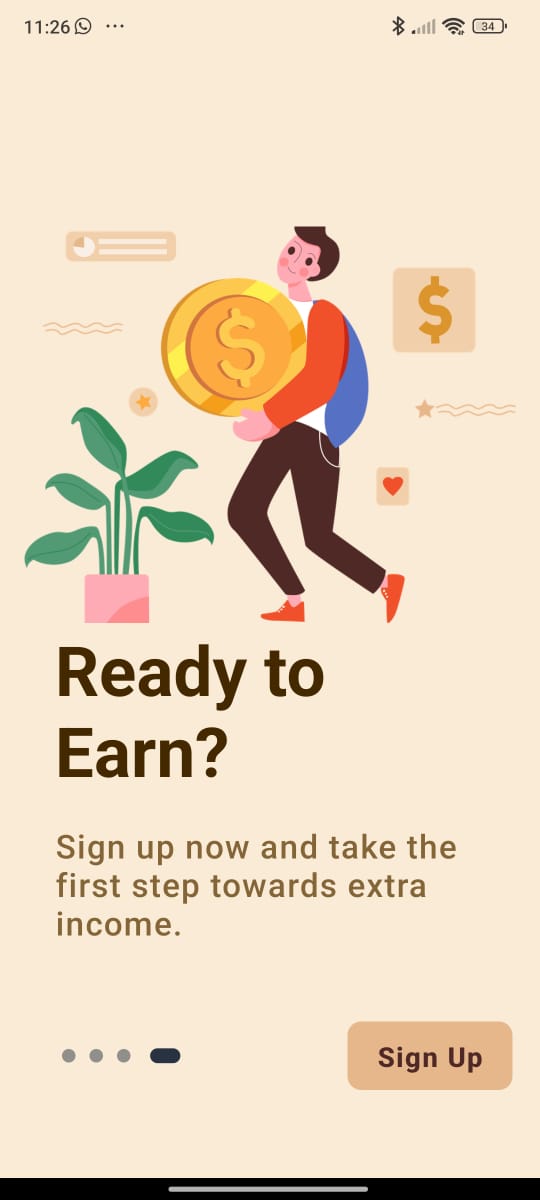 11:26
34
$
$
Ready to
Earn?
Sign up now and take the
first step towards extra
income.
Sign Up